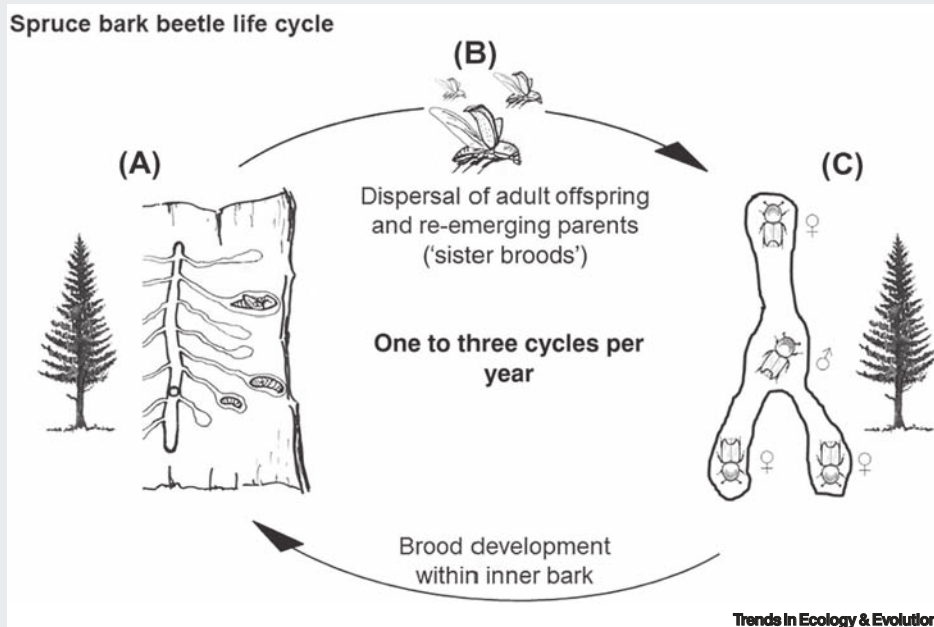 Spruce bark beetle life cycle
(B)
(A)
(C)
Dispersal of adult offspring
and re-emerging parents
('sister broods')
♀
One to three cycles per
year
♂
♀
♀
Brood development
within inner bark
Trends in Ecology & Evolution